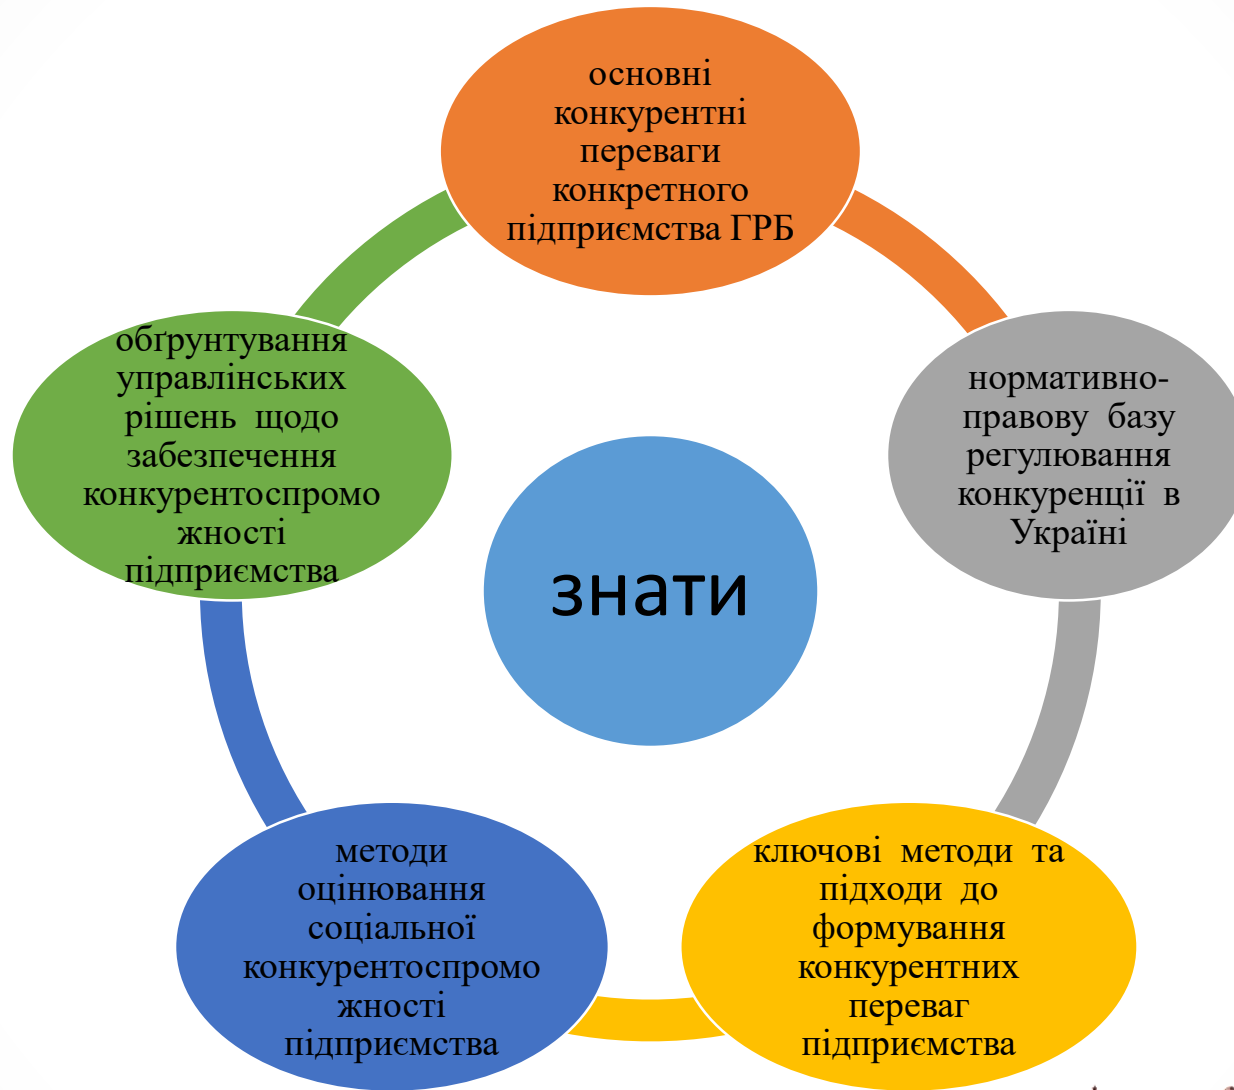 основні
конкурентні
переваги
конкретного
підприємства ГРБ
обґрунтування
управлінських
рішень щодо
забезпечення
конкурентоспромо
жності
підприємства
нормативно-
правову базу
регулювання
конкуренції в
Україні
знати
методи
оцінювання
соціальної
конкурентоспромо
жності
підприємства
ключові методи та
підходи до
формування
конкурентних
переваг
підприємства